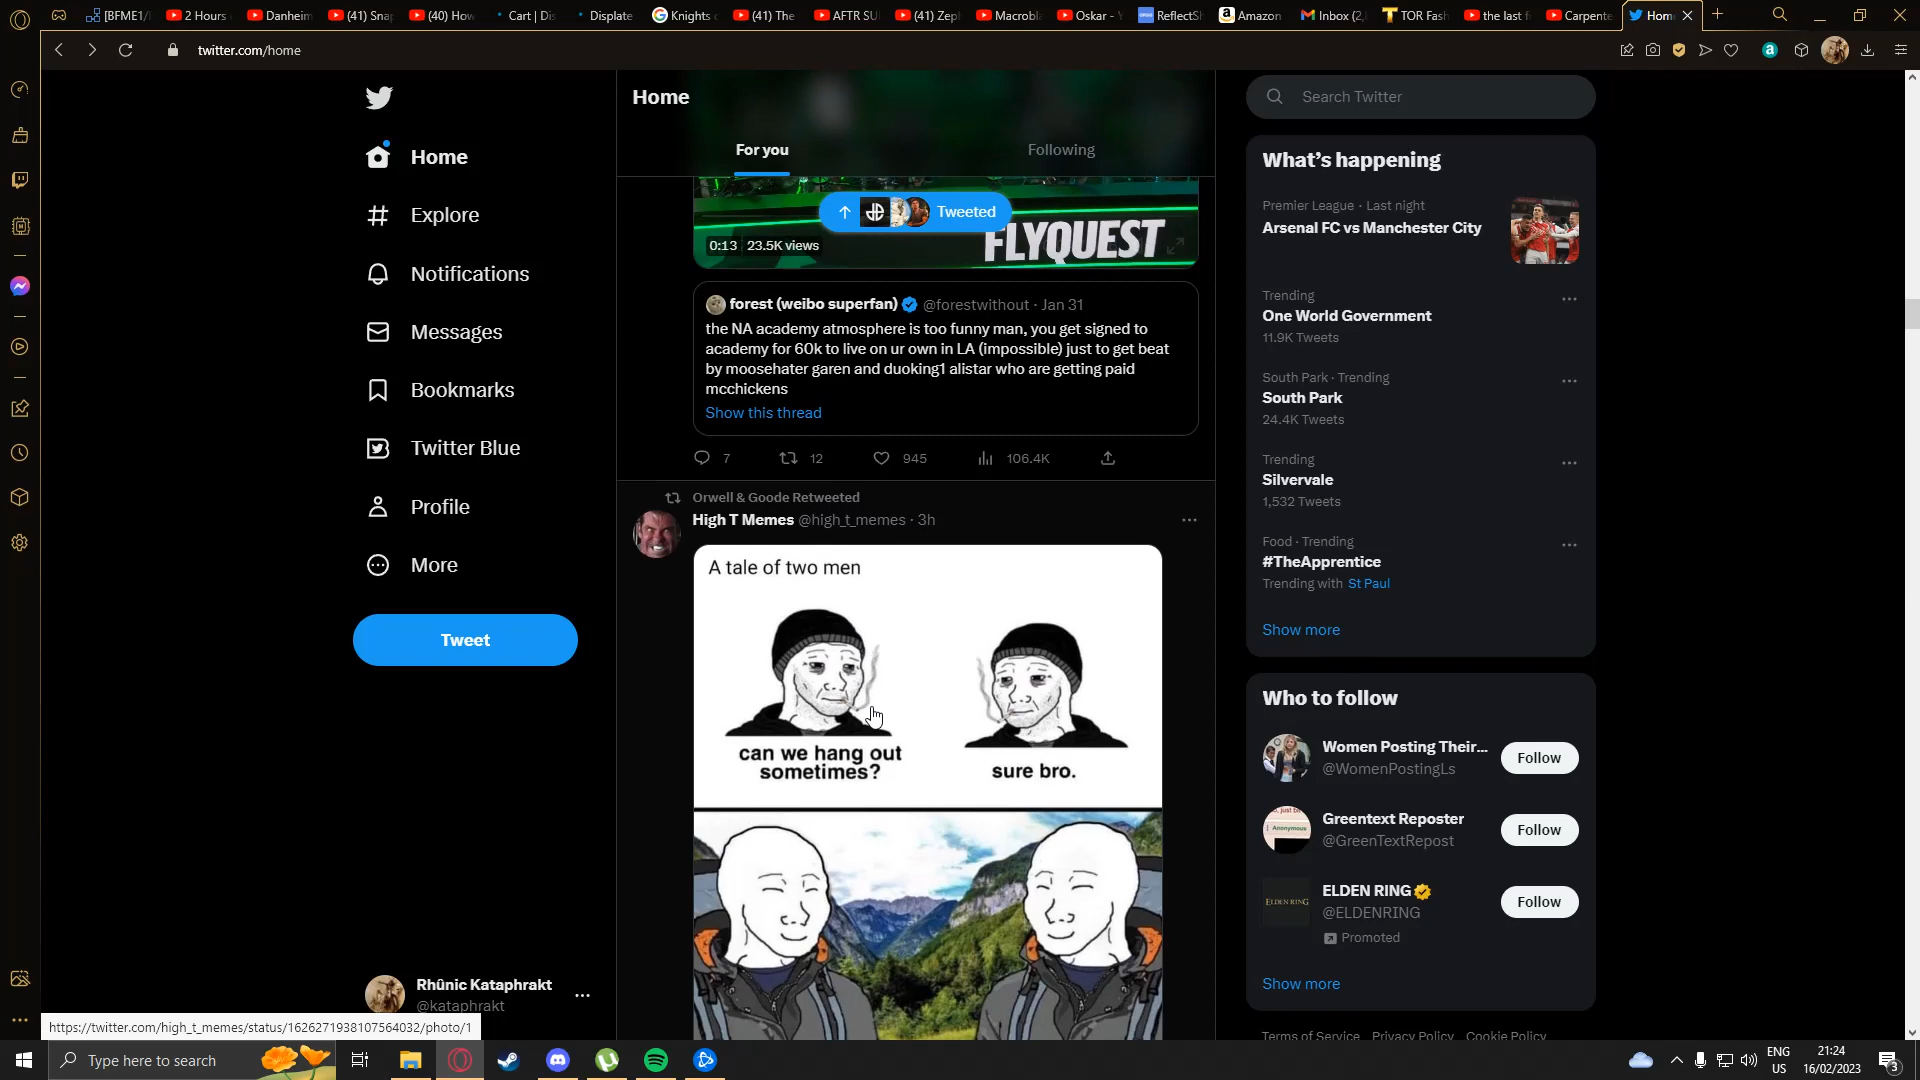 [BFME1/
2 Hours
Danheim
(41) Sna
(40) How
Cart | Dis
Displate
Knights
(41) The
AFTR SU
(41) Zep
Macrobl
Oskar - Y
ReflectSh
Amazon
Inbox (2,
TOR Fash
the last f
Carpente
Hom
twitter.com/home
Home
Explore
Notifications
Messages
Bookmarks
Twitter Blue
Profile
More
Tweet
Rhûnic Kataphrakt
@kataphrakt
Home
For you
Following
Tweeted
FLYQUEST
0:13 23.5K views
forest (weibo superfan) @forestwithout · Jan 31
the NA academy atmosphere is too funny man, you get signed to
academy for 60k to live on ur own in LA (impossible) just to get beat
by moosehater garen and duoking1 alistar who are getting paid
mcchickens
Show this thread
7 12 945 106.4K
Orwell & Goode Retweeted
High T Memes @high_t_memes · 3h
A tale of two men
can we hang out
sometimes?
sure bro.
Search Twitter
What's happening
Premier League · Last night
Arsenal FC vs Manchester City
Trending
One World Government
11.9K Tweets
South Park · Trending
South Park
24.4K Tweets
Trending
Silvervale
1,532 Tweets
Food · Trending
#TheApprentice
Trending with St Paul
Show more
Who to follow
Women Posting Their...
@WomenPostingLs
Follow
Greentext Reposter
@GreenTextRepost
Follow
Anonymous
ELDEN RING
ELDEN RING
@ELDENRING
Promoted
Follow
Show more
Terms of Service Privacy Policy Cookie Policy
https://twitter.com/high_t_memes/status/1626271938107564032/photo/1
Type here to search
ENG
US
21:24
16/02/2023
3